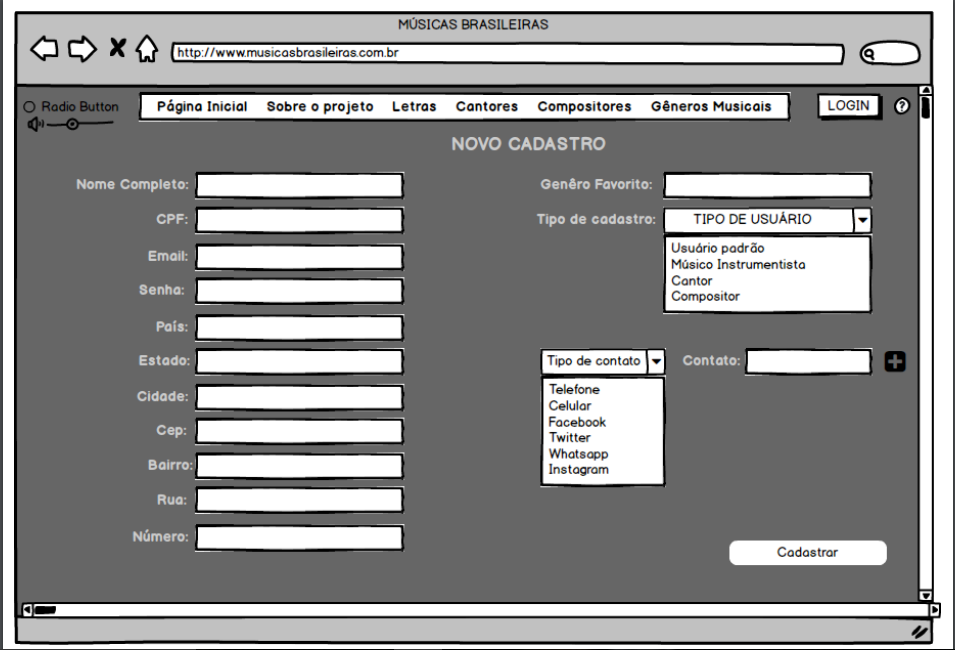 MÚSICAS BRASILEIRAS
http://www.musicasbrasileiras.com.br
Radio Button
Página Inicial Sobre o projeto Letras Cantores Compositores Gêneros Musicais
LOGIN
?
NOVO CADASTRO
Nome Completo:
CPF:
Email:
Senha:
País:
Estado:
Cidade:
Cep:
Bairro:
Rua:
Número:
Genêro Favorito:
Tipo de cadastro: TIPO DE USUÁRIO
Usuário padrão
Músico Instrumentista
Cantor
Compositor
Tipo de contato Contato:
Telefone
Celular
Facebook
Twitter
Whatsapp
Instagram
Cadastrar